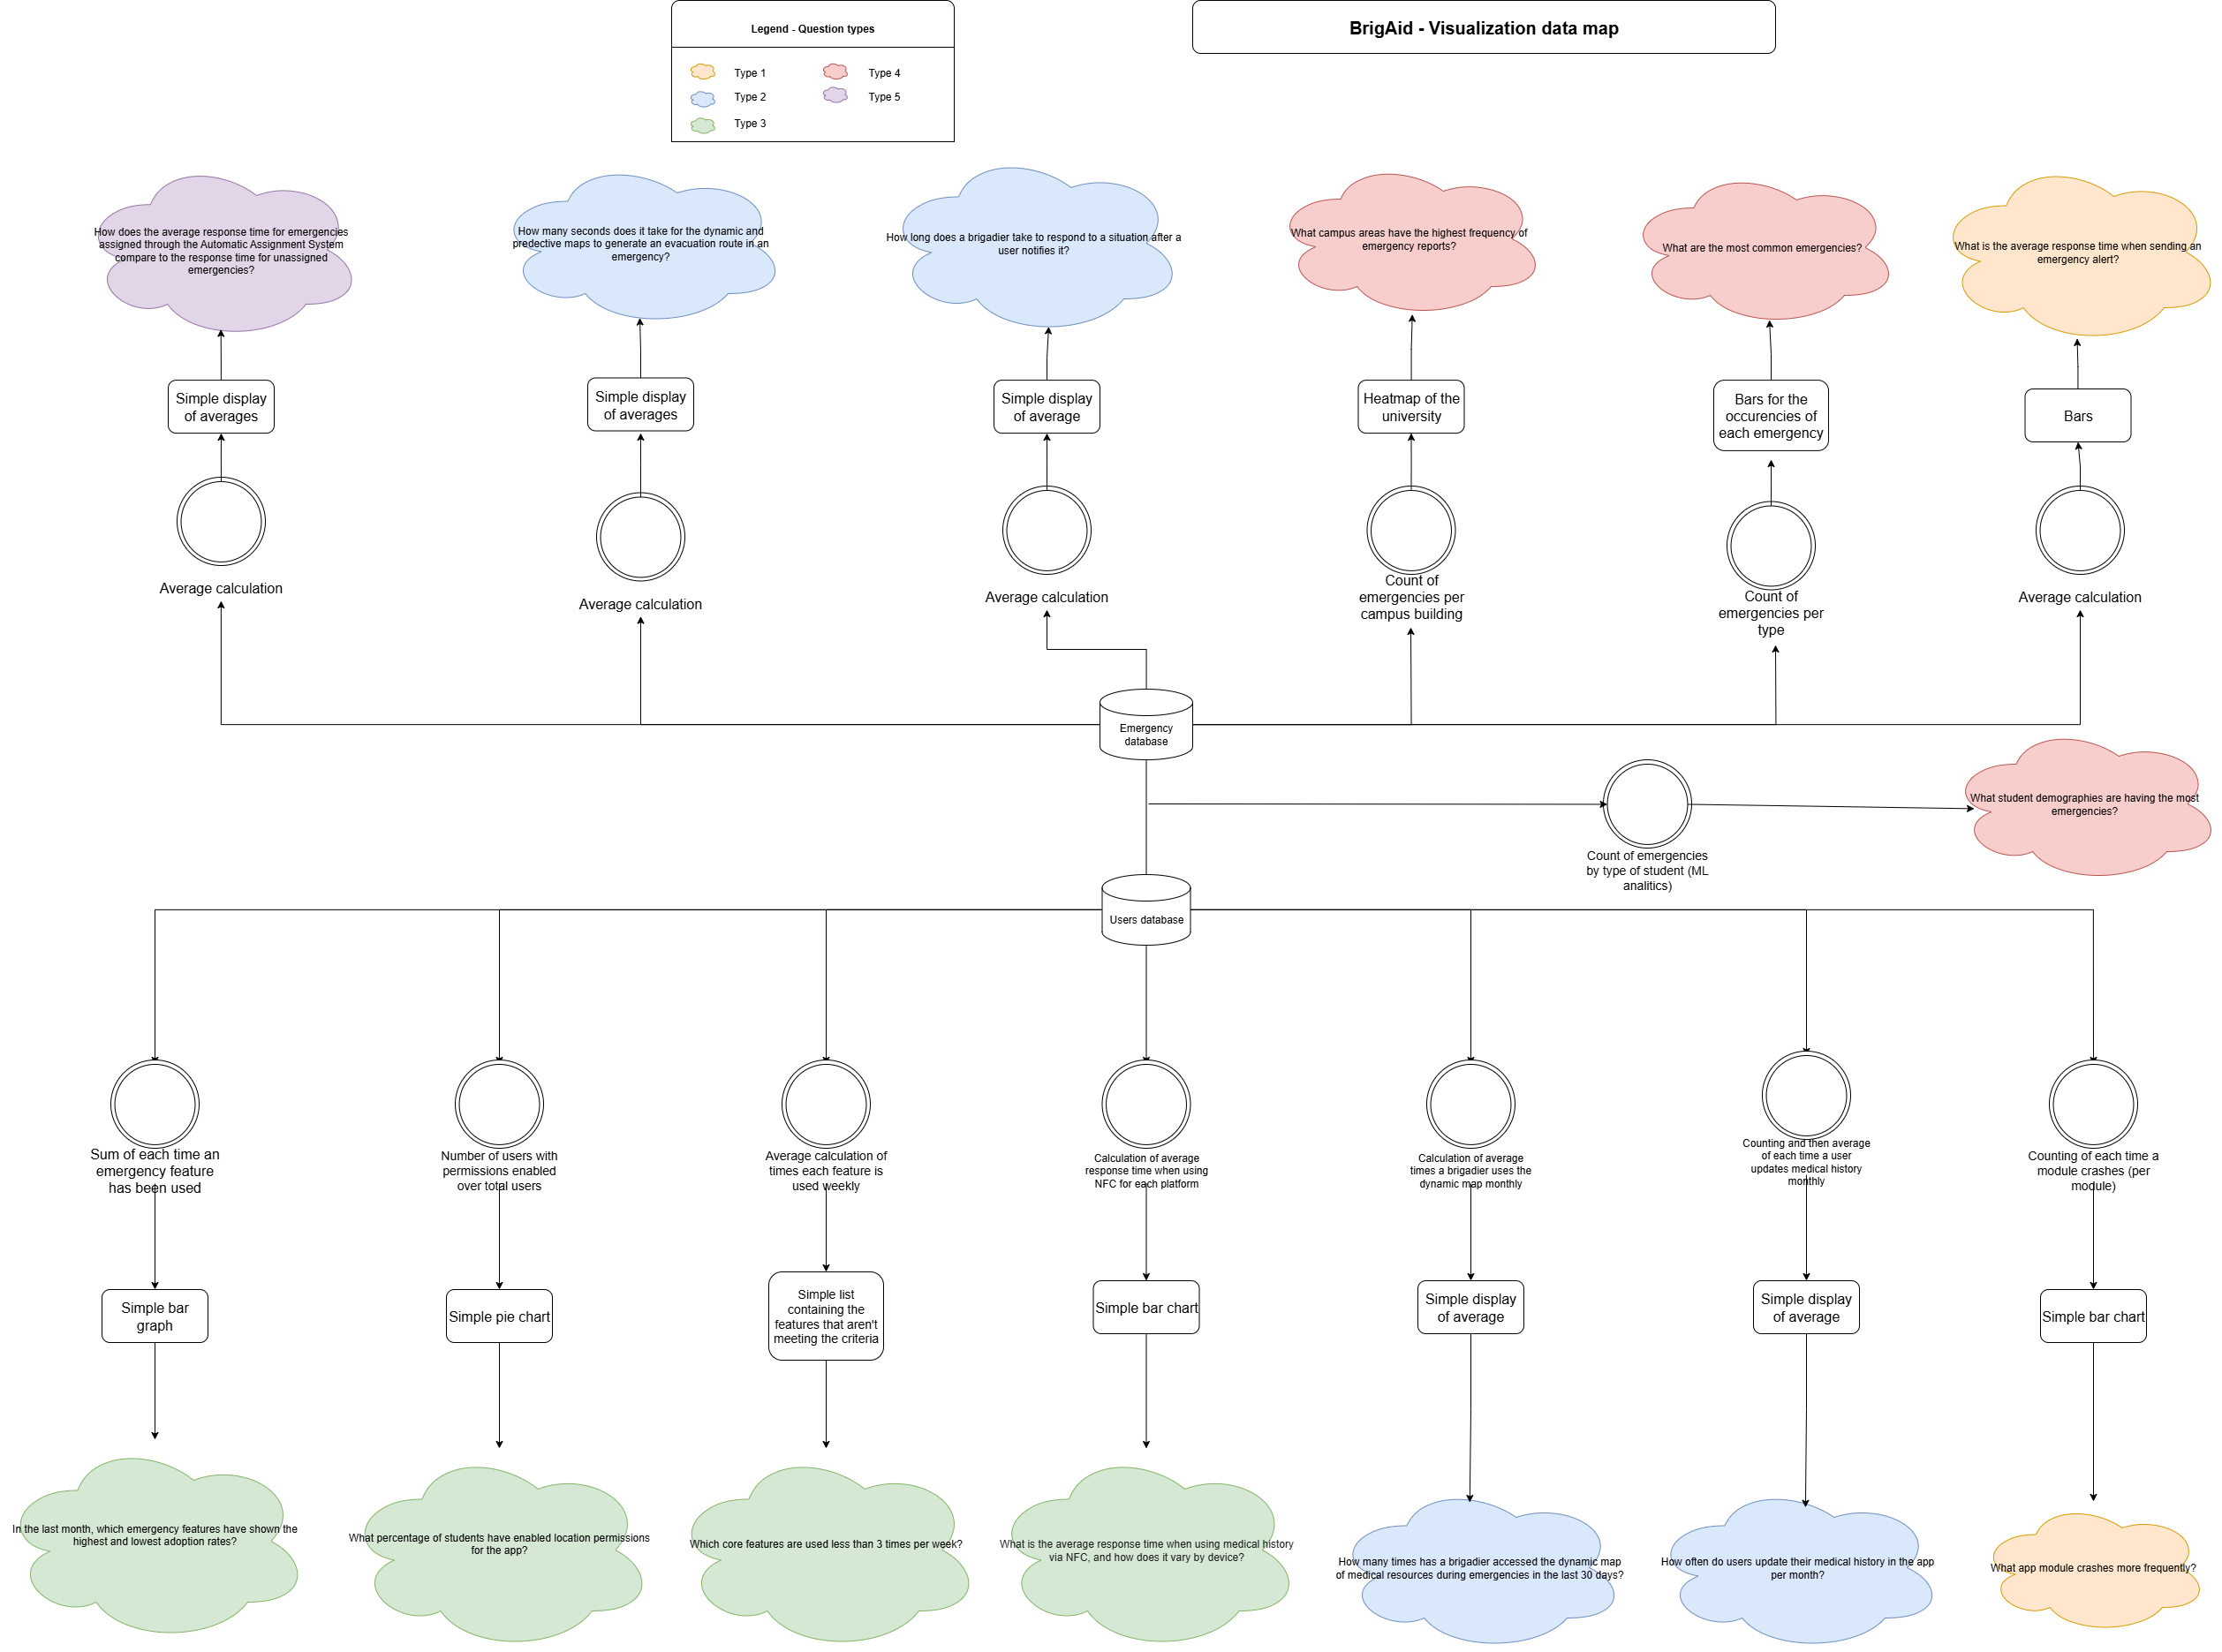 Legend - Question types
BrigAid - Visualization data map
Type 1
Type 4
Type 2
Type 5
Type 3
How does the average response time for emergencies
assigned through the Automatic Assignment System
compare to the response time for unassigned
emergencies?
How many seconds does it take for the dynamic and
predective maps to generate an evacuation route in an
emergency?
How long does a brigadier take to respond to a situation after a
user notifies it?
What campus areas have the highest frequency of
emergency reports?
What are the most common emergencies?
What is the average response time when sending an
emergency alert?
Simple display
of averages
Simple display
of averages
Simple display
of average
Heatmap of the
university
Bars for the
occurencies of
each emergency
Bars
Average calculation
Average calculation
Average calculation
Count of
emergencies per
campus building
Count of
emergencies per
type
Average calculation
Emergency
database
What student demographies are having the most
emergencies?
Count of emergencies
by type of student (ML
analitics)
Users database
Sum of each time an
emergency feature
has been used
Number of users with
permissions enabled
over total users
Average calculation of
times each feature is
used weekly
Calculation of average
response time when using
NFC for each platform
Calculation of average
times a brigadier uses the
dynamic map monthly
Counting and then average
of each time a user
updates medical history
monthly
Counting of each time a
module crashes (per
module)
Simple bar
graph
Simple pie chart
Simple list
containing the
features that aren't
meeting the criteria
Simple bar chart
Simple display
of average
Simple display
of average
Simple bar chart
In the last month, which emergency features have shown the
highest and lowest adoption rates?
What percentage of students have enabled location permissions
for the app?
Which core features are used less than 3 times per week?
What is the average response time when using medical history
via NFC, and how does it vary by device?
How many times has a brigadier accessed the dynamic map
of medical resources during emergencies in the last 30 days?
How often do users update their medical history in the app
per month?
What app module crashes more frequently?